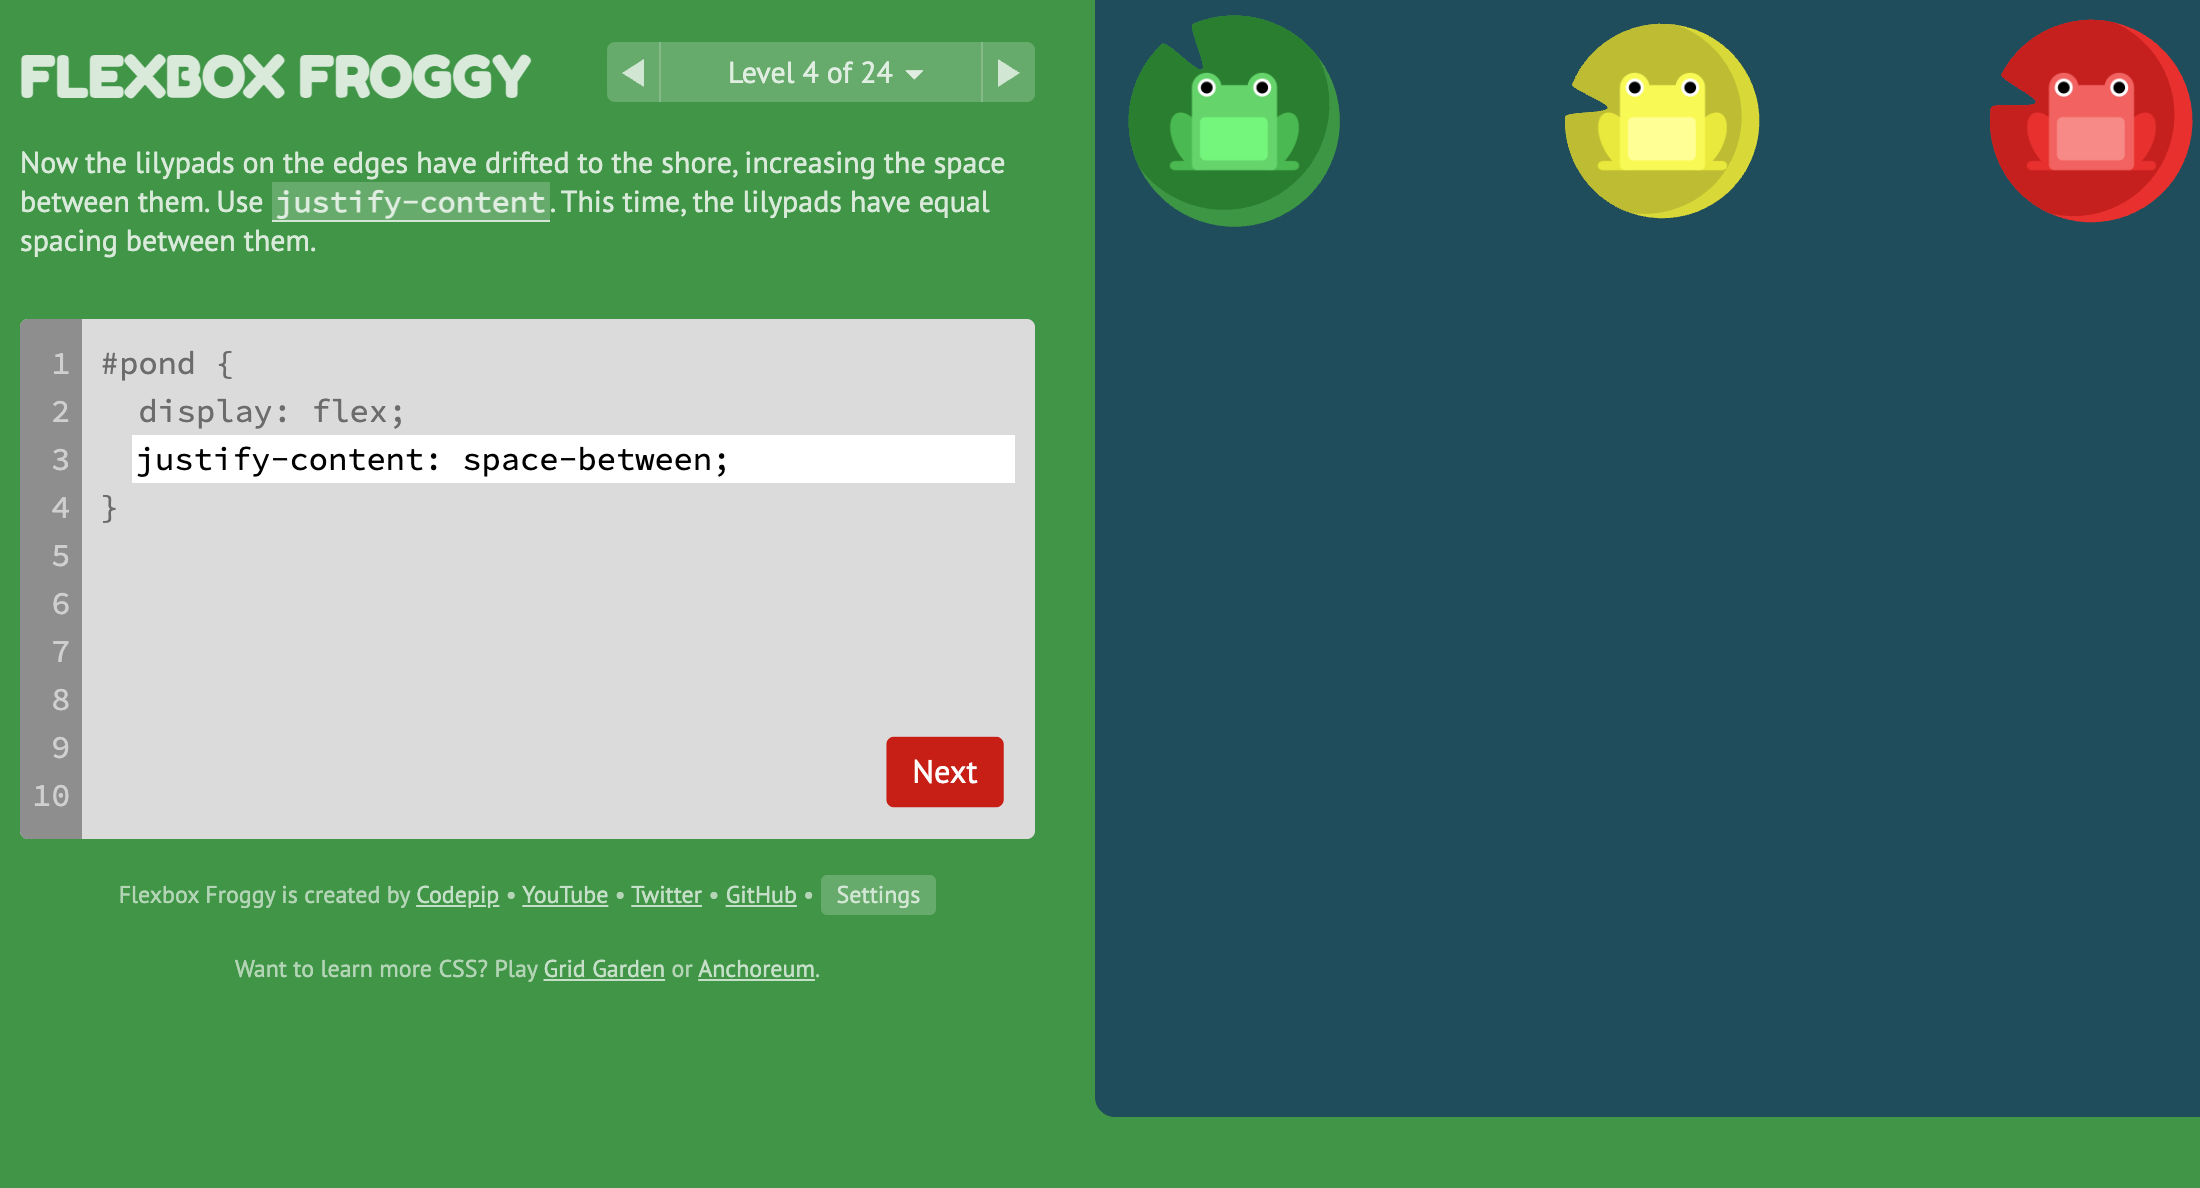 FLEXBOX FROGGY
Level 4 of 24
Now the lilypads on the edges have drifted to the shore, increasing the space
between them. Use justify-content. This time, the lilypads have equal
spacing between them.
1 #pond {
2 display: flex;
3 justify-content: space-between;
4 }
5
6
7
8
9
10
Next
Flexbox Froggy is created by Codepip • YouTube • Twitter • GitHub • Settings
Want to learn more CSS? Play Grid Garden or Anchoreum.